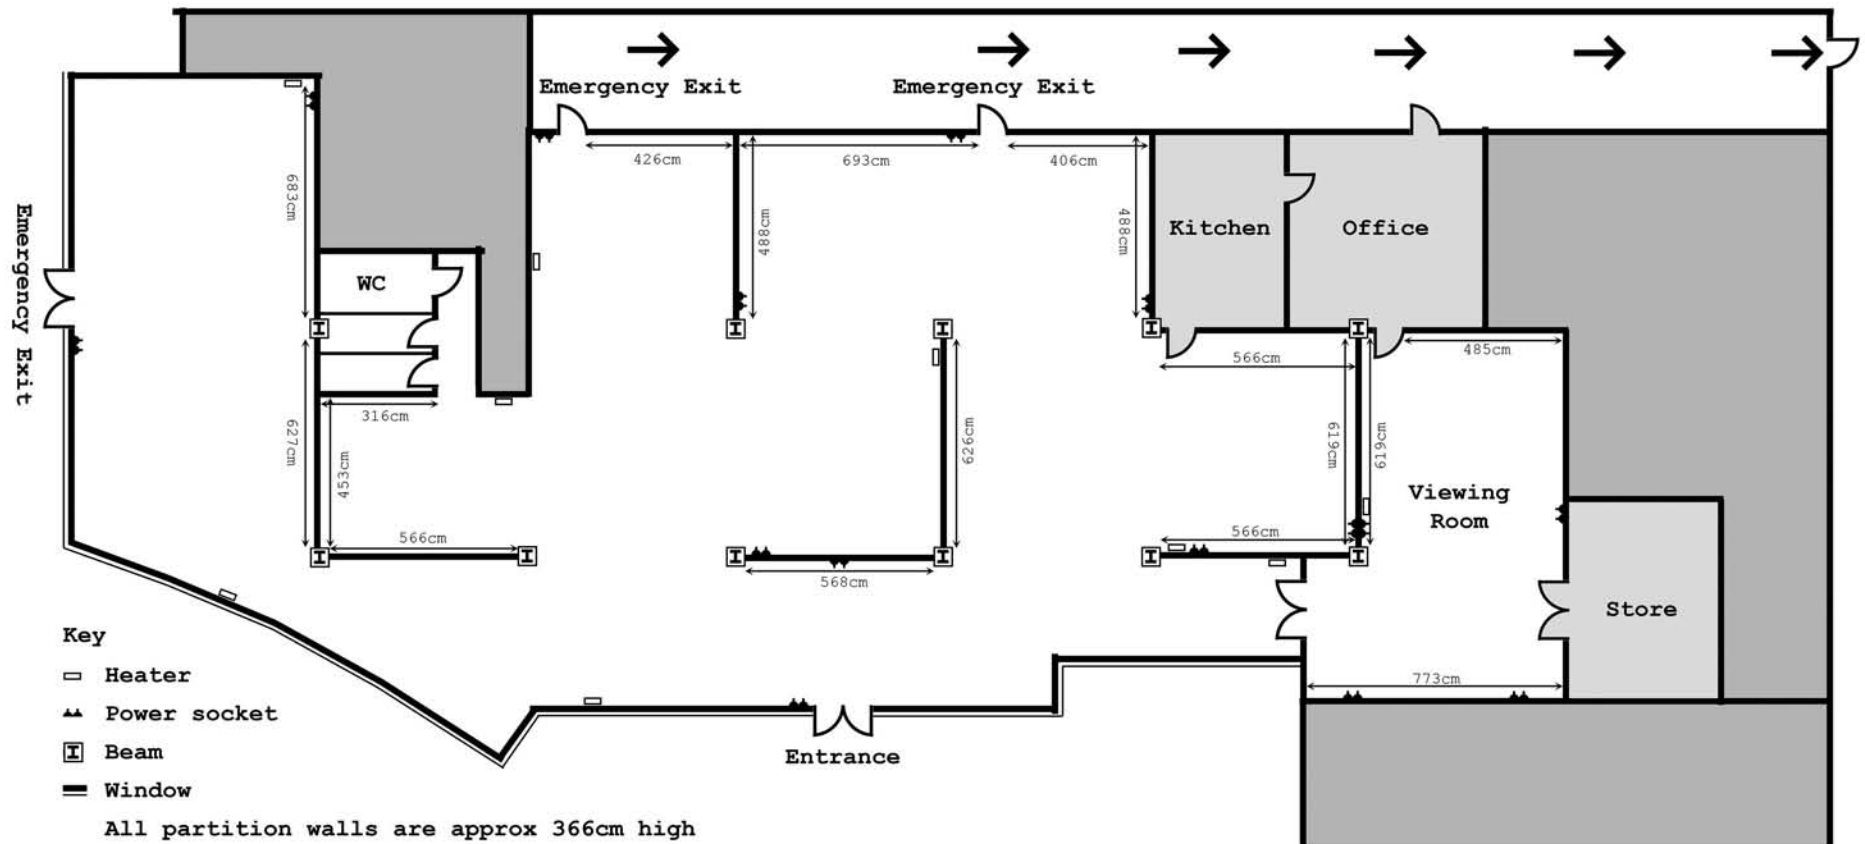 Emergency Exit
Emergency Exit
426cm
693cm
406cm
683cm
488cm
488cm
Kitchen
Office
Emergency Exit
WC
566cm
485cm
316cm
627cm
453cm
626cm
619cm
619cm
Viewing
Room
566cm
566cm
568cm
Store
773cm
Entrance
Key
Heater
Power socket
Beam
Window
All partition walls are approx 366cm high